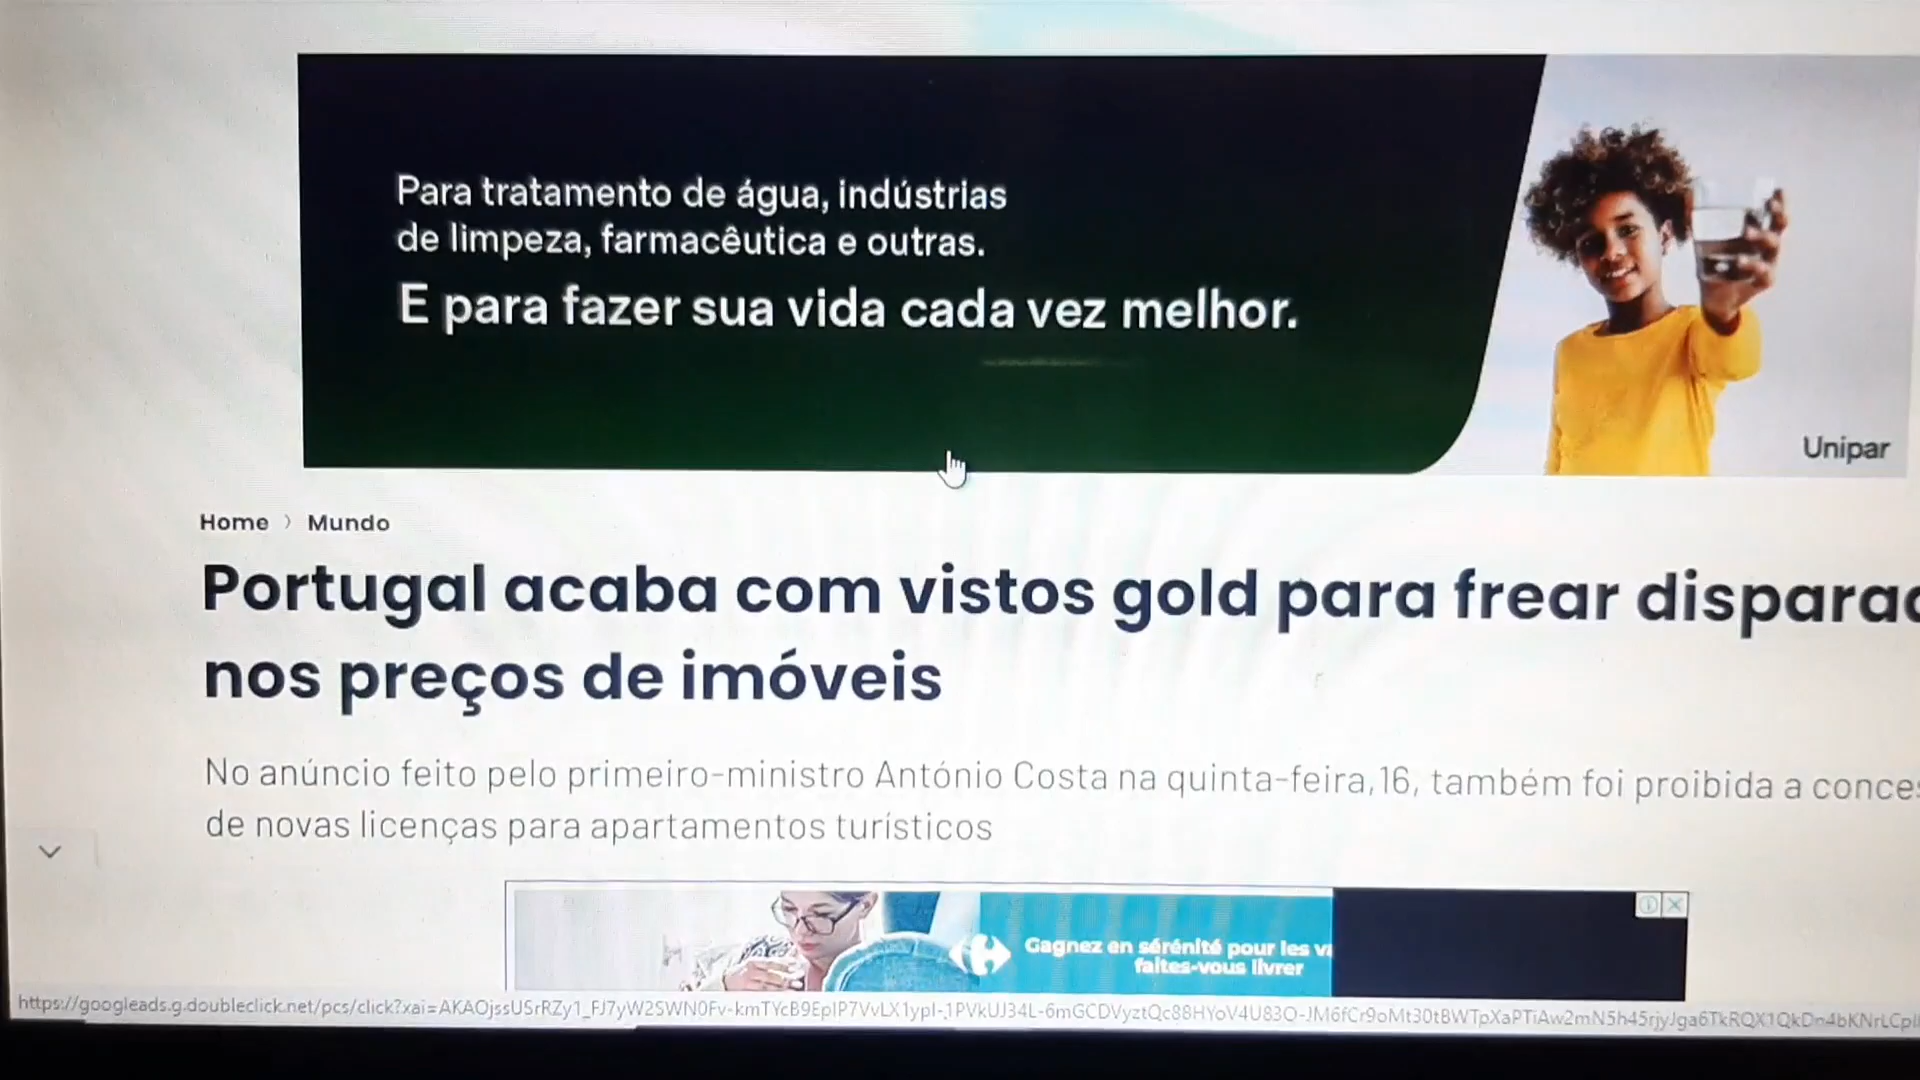 Para tratamento de água, indústrias
de limpeza, farmacêutica e outras.
E para fazer sua vida cada vez melhor.
Unipar
Home 〉 Mundo
Portugal acaba com vistos gold para frear
nos preços de imóveis
No anúncio feito pelo primeiro-ministro António Costa na quinta-feira,16, também foi proibida a
de novas licenças para apartamentos turísticos
Gagnez en sérénité pour les
faites-vous livrer